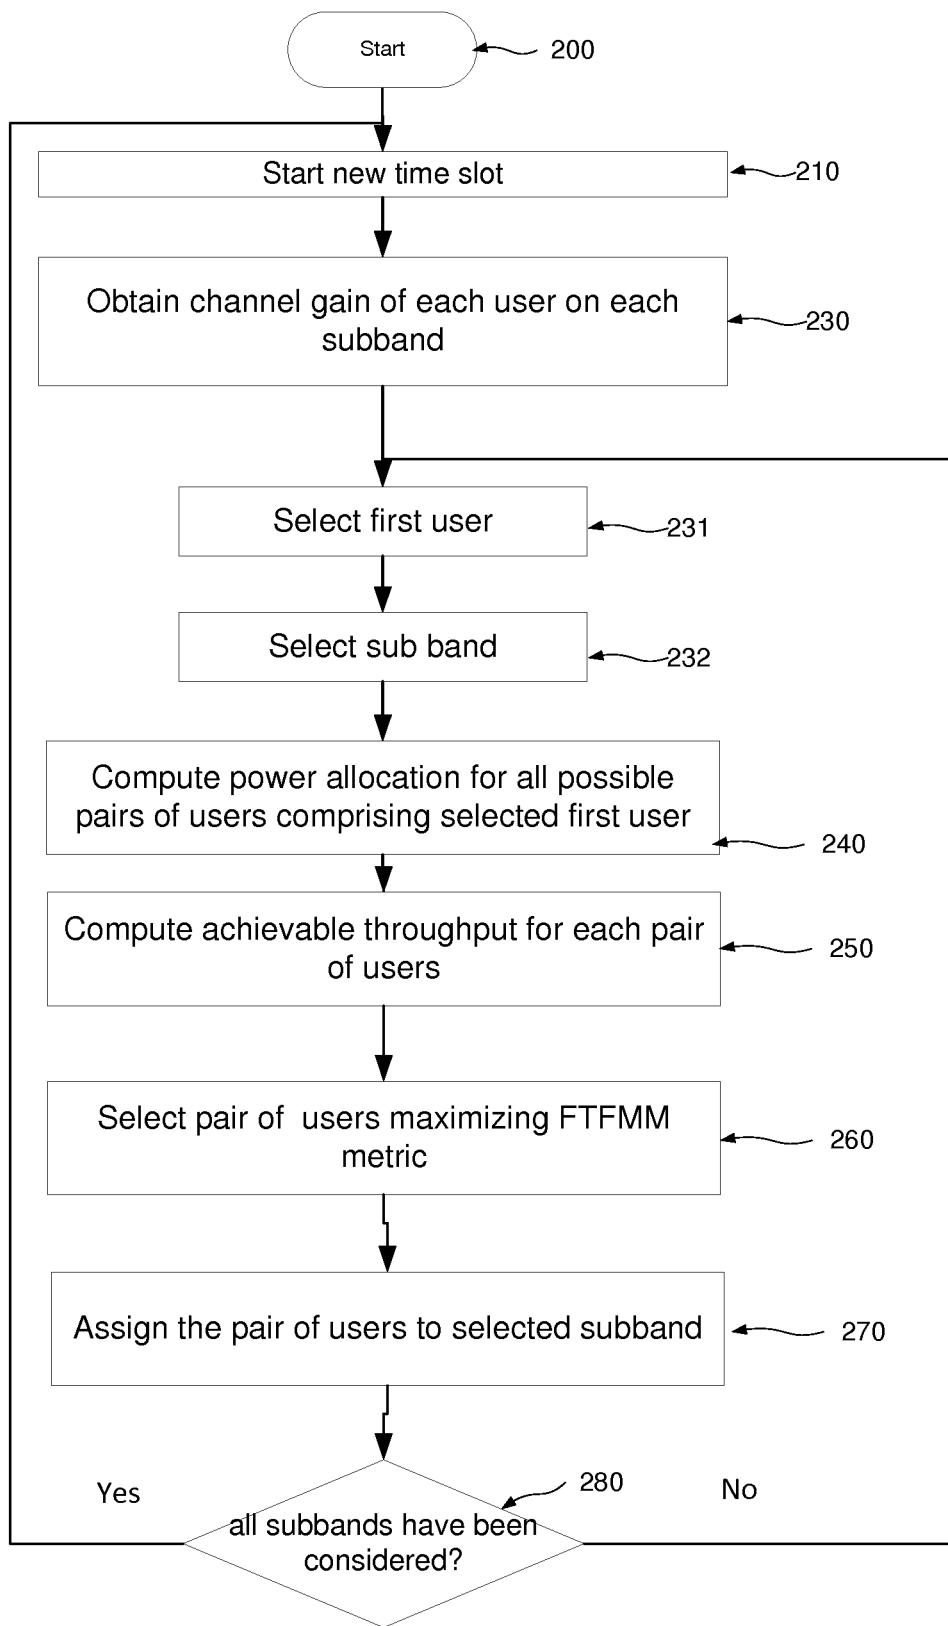 Start
200
Start new time slot
210
Obtain channel gain of each user on each
subband
230
Select first user
231
Select sub band
232
Compute power allocation for all possible
pairs of users comprising selected first user
240
Compute achievable throughput for each pair
of users
250
Select pair of  users maximizing FTFMM
metric
260
Assign the pair of users to selected subband
270
Yes
280
No
all subbands have been
considered?